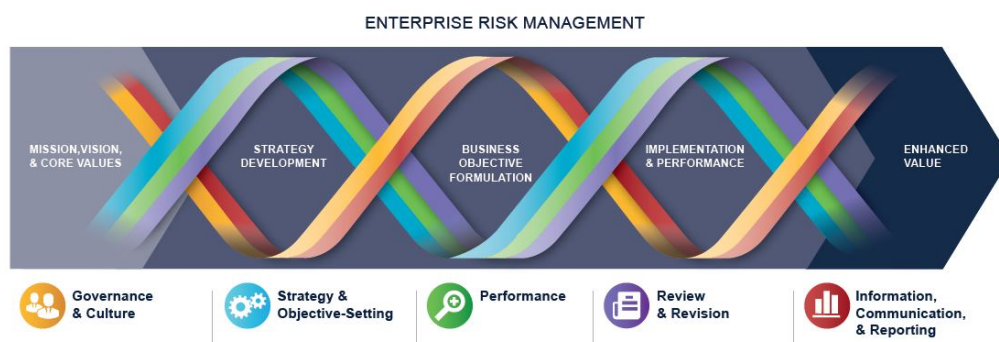 ENTERPRISE RISK MANAGEMENT
MISSION,VISION,
& CORE VALUES
STRATEGY
DEVELOPMENT
BUSINESS
OBJECTIVE
FORMULATION
IMPLEMENTATION
& PERFORMANCE
ENHANCED
VALUE
Governance
& Culture
Strategy &
Objective-Setting
Performance
Review
& Revision
Information,
Communication,
& Reporting